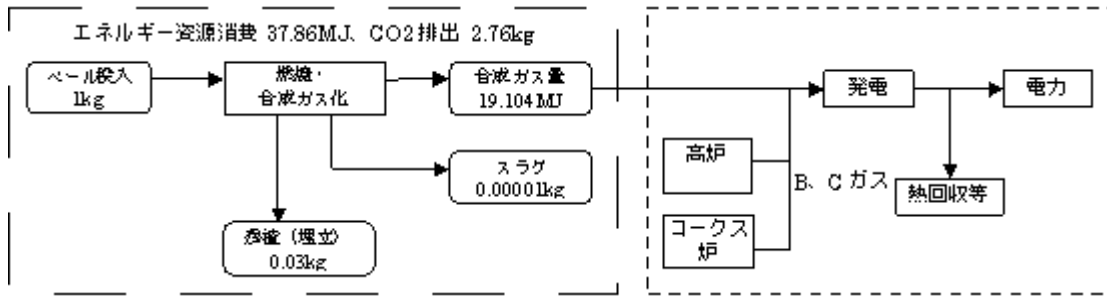 エネルギー資源消費 37.86MJ、CO2排出 2.76kg
ベール投入
1kg
燃焼・
合成ガス化
合成ガス量
19.104MJ
発電
電力
スラグ
0.00001kg
高炉
B、Cガス
熱回収等
コークス
炉
残渣（埋立）
0.03kg